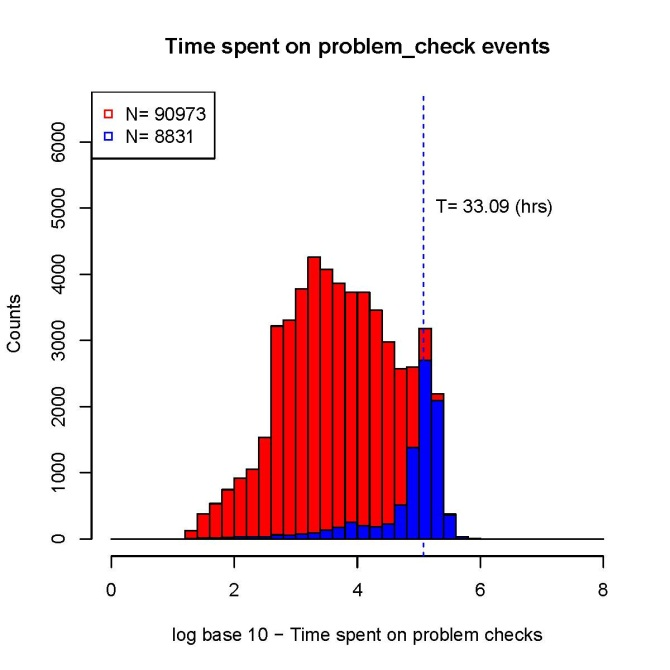 Time spent on problem_check events
N= 90973
N= 8831
T= 33.09 (hrs)
Counts
6000
5000
4000
3000
2000
1000
0
0 2 4 6 8
log base 10 − Time spent on problem checks